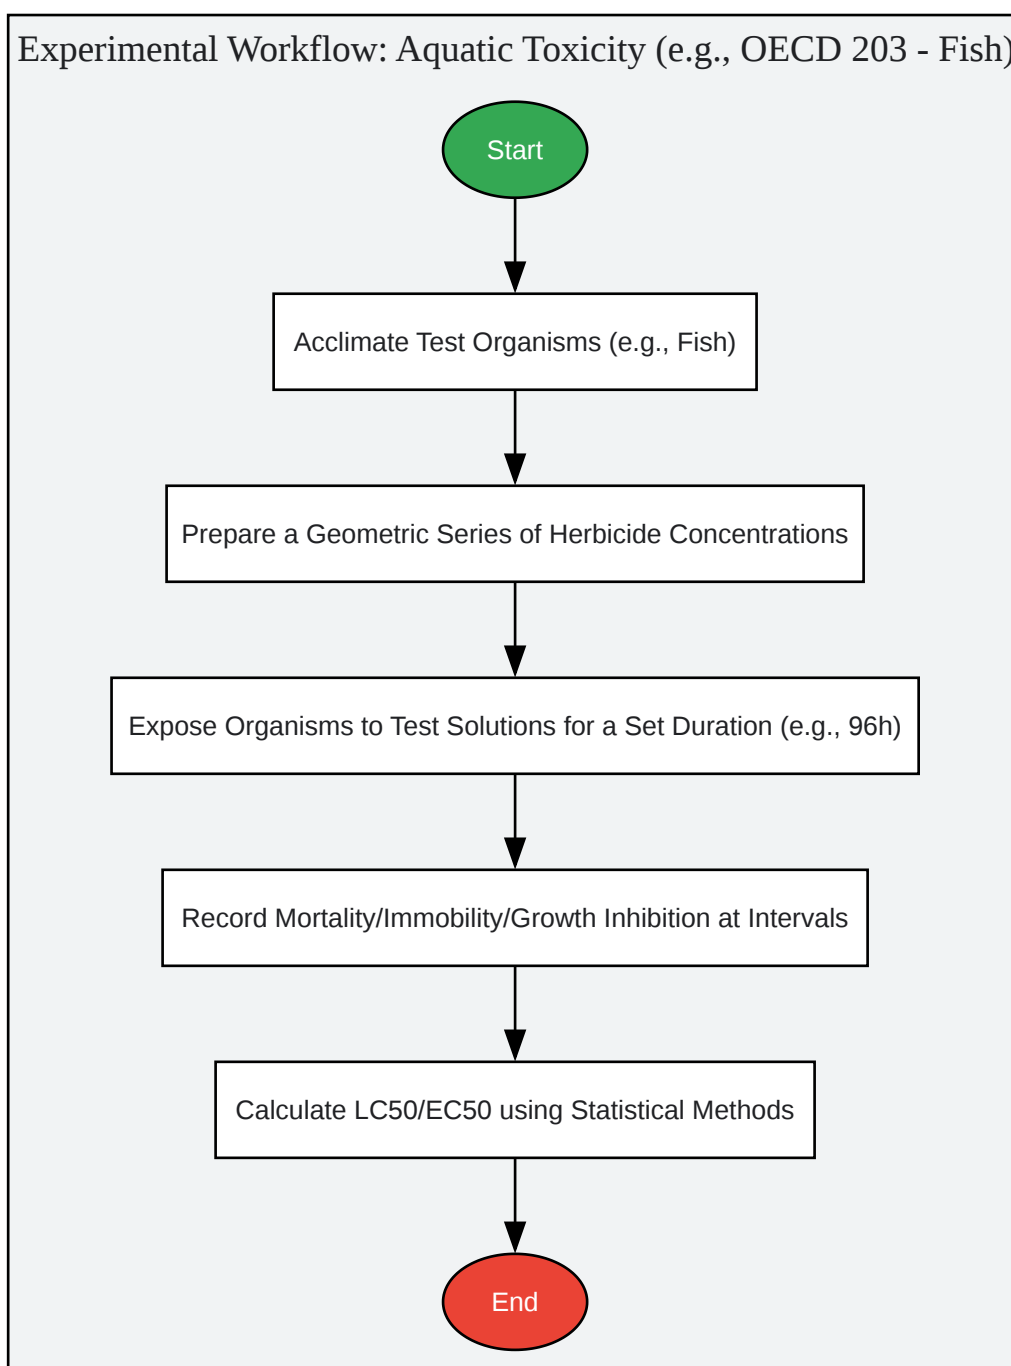 Experimental Workflow: Aquatic Toxicity (e.g., OECD 203 - Fish)
Start
Acclimate Test Organisms (e.g., Fish)
Prepare a Geometric Series of Herbicide Concentrations
Expose Organisms to Test Solutions for a Set Duration (e.g., 96h)
Record Mortality/Immobility/Growth Inhibition at Intervals
Calculate LC50/EC50 using Statistical Methods
End